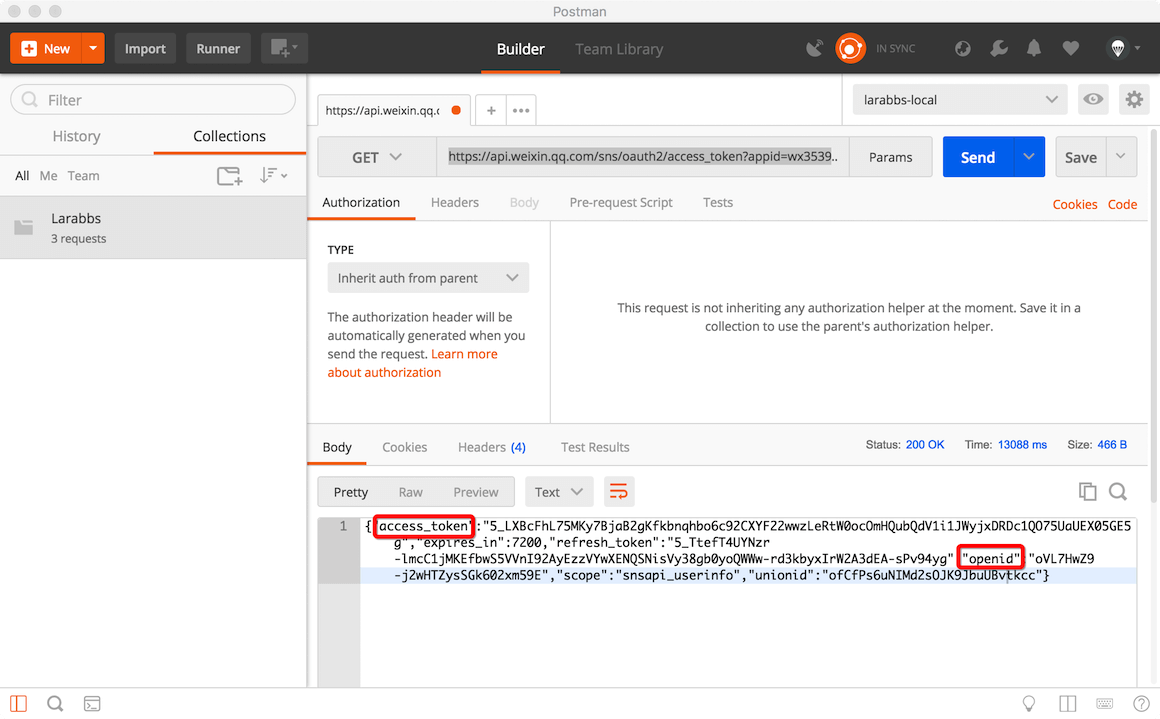 Postman
New
Import
Runner
Builder
Team Library
IN SYNC
Filter
History
Collections
All Me Team
Larabbs
3 requests
https://api.weixin.qq.c
larabbs-local
GET
https://api.weixin.qq.com/sns/oauth2/access_token?appid=wx3539..
Params
Send
Save
Authorization
Headers
Body
Pre-request Script
Tests
Cookies Code
TYPE
Inherit auth from parent
The authorization header will be
automatically generated when you
send the request. Learn more
about authorization
This request is not inheriting any authorization helper at the moment. Save it in a
collection to use the parent's authorization helper.
Body
Cookies
Headers (4)
Test Results
Status: 200 OK
Time: 13088 ms
Size: 466 B
Pretty
Raw
Preview
Text
1
{"access_token":"5_LXBcFhL75MKy7BjaB2gKfkbnqhbo6c92CXYF22wwzLeRtW0ocOmHQubQdV1i1JWyjxDRDc1QO75UaUEX05GE5
g","expires_in":7200,"refresh_token":"5_TtefT4UYNzr
-lmcC1jMKEfbwS5VVnI92AyEzzVYwXENQSNisVy38gb0yoQWWw-rd3kbyxIrW2A3dEA-sPv94yg","openid":"oVL7HwZ9
-j2wHTZysSGk602xm59E","scope":"snsapi_userinfo","unionid":"ofCfPs6uNIMd2sOJK9JbuUBvtkcc"}